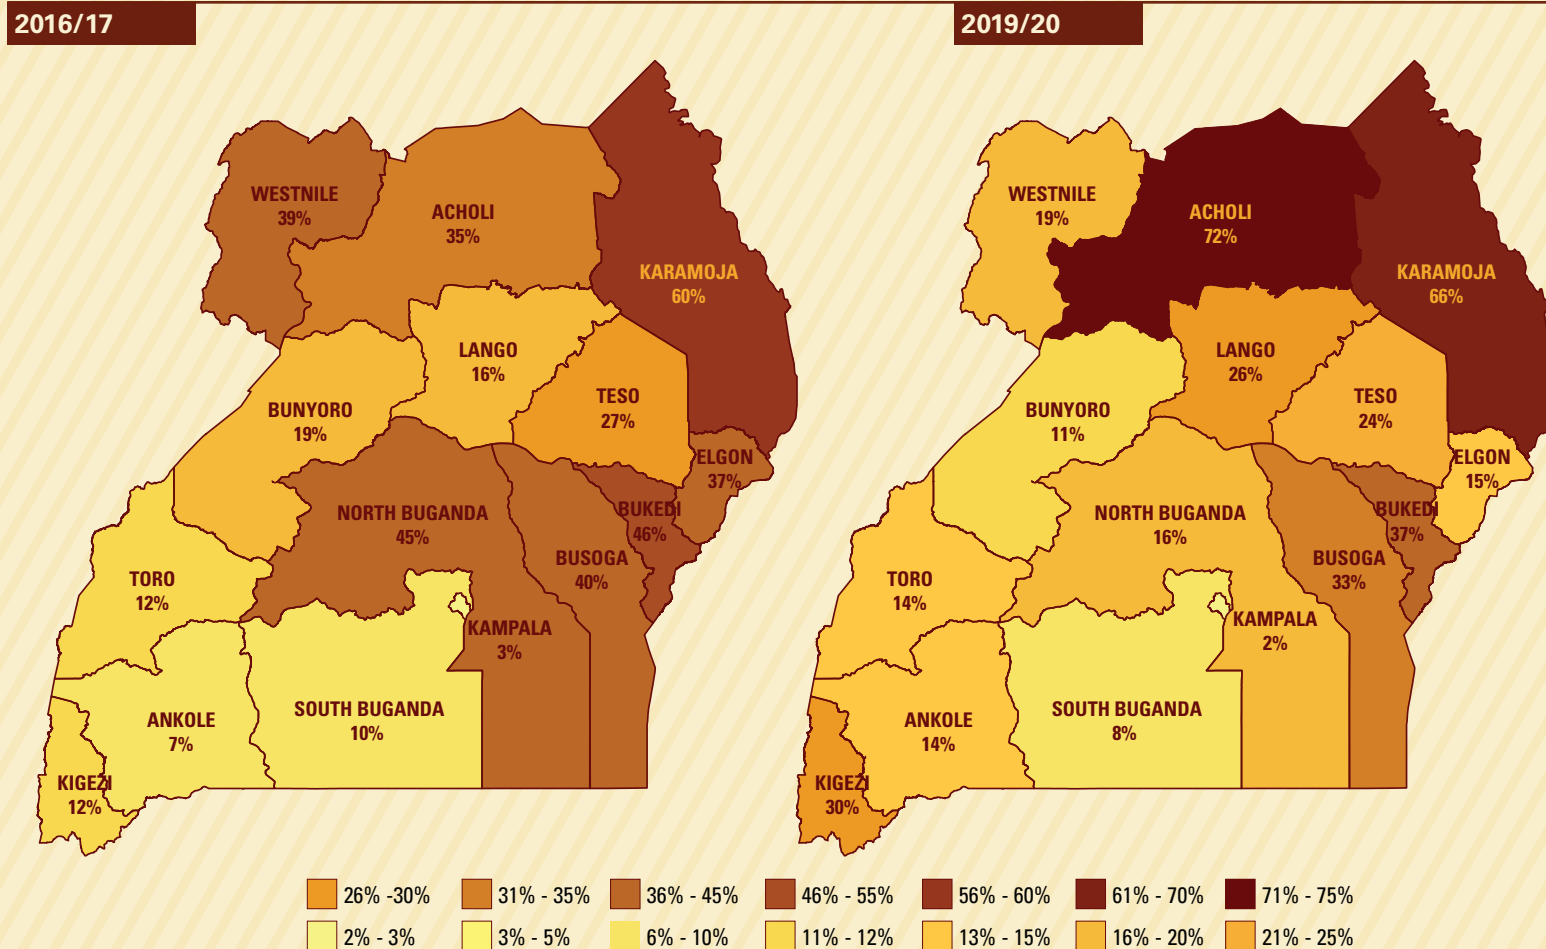 2016/17
WESTNILE
39%
ACHOLI
35%
KARAMOJA
60%
LANGO
16%
TESO
27%
BUNYORO
19%
ELGON
37%
NORTH BUGANDA
45%
BUKEDI
46%
BUSOGA
40%
TORO
12%
KAMPALA
3%
ANKOLE
7%
SOUTH BUGANDA
10%
KIGEZI
12%
2019/20
WESTNILE
19%
ACHOLI
72%
KARAMOJA
66%
LANGO
26%
TESO
24%
BUNYORO
11%
ELGON
15%
NORTH BUGANDA
16%
BUKEDI
37%
BUSOGA
33%
TORO
14%
KAMPALA
2%
ANKOLE
14%
SOUTH BUGANDA
8%
KIGEZI
30%
26% -30% 31% - 35% 36% - 45% 46% - 55% 56% - 60% 61% - 70% 71% - 75%
2% - 3% 3% - 5% 6% - 10% 11% - 12% 13% - 15% 16% - 20% 21% - 25%